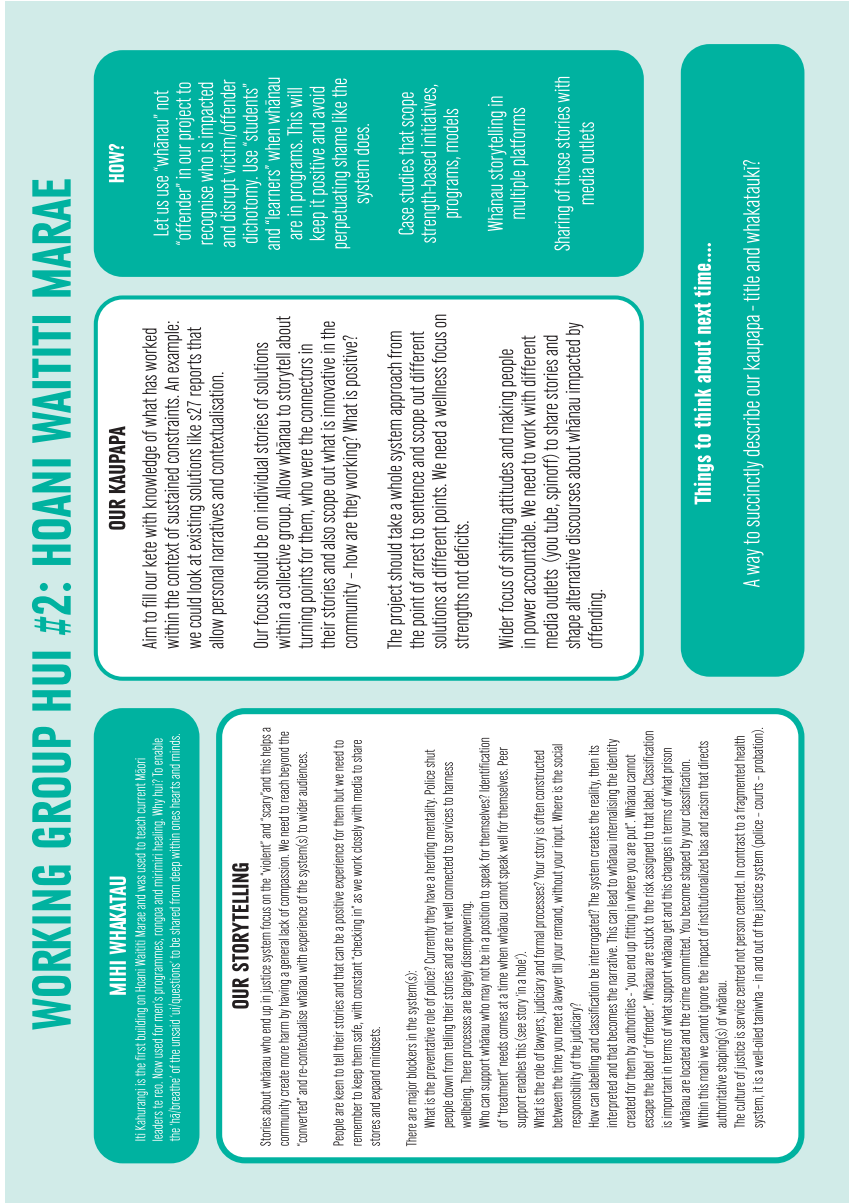 WORKING GROUP HUI #2: HOANI WAITITI MARAE
MIHI WHAKATAU
Iti Kahurangi is the first building on Hoani Waititi Marae and was used to teach current Māori
leaders te reo. Now used for men's programmes, rongoa and mirimiri healing. Why hui? To enable
the 'hā/breathe' of the unsaid 'ui/questions' to be shared from deep within ones hearts and minds.
OUR STORYTELLING
Stories about whānau who end up in justice system focus on the "violent" and "scary"and this helps a
community create more harm by having a general lack of compassion. We need to reach beyond the
"converted" and re-contextualise whānau with experience of the system(s) to wider audiences.
People are keen to tell their stories and that can be a positive experience for them but we need to
remember to keep them safe, with constant "checking in" as we work closely with media to share
stores and expand mindsets.
There are major blockers in the system(s):
What is the preventative role of police? Currently they have a herding mentality. Police shut
people down from telling their stories and are not well connected to services to harness
wellbeing. There processes are largely disempowering.
Who can support whānau who may not be in a position to speak for themselves? Identification
of "treatment" needs comes at a time when whānau cannot speak well for themselves. Peer
support enables this (see story 'in a hole').
What is the role of lawyers, judiciary and formal processes? Your story is often constructed
between the time you meet a lawyer till your remand, without your input. Where is the social
responsibility of the judiciary?
How can labelling and classification be interrogated? The system creates the reality, then its
interpreted and that becomes the narrative. This can lead to whānau internalising the identity
created for them by authorities - "you end up fitting in where you are put". Whānau cannot
escape the label of "offender". Whānau are stuck to the risk assigned to that label. Classification
is important in terms of what support whānau get and this changes in terms of what prison
whānau are located and the crime committed. You become shaped by your classification.
Within this mahi we cannot ignore the impact of institutionalized bias and racism that directs
authoritative shaping(s) of whānau.
The culture of justice is service centred not person centred. In contrast to a fragmented health
system, it is a well-oiled taniwha – in and out of the justice system (police – courts – probation).
OUR KAUPAPA
Aim to fill our kete with knowledge of what has worked
within the context of sustained constraints. An example:
we could look at existing solutions like s27 reports that
allow personal narratives and contextualisation.
Our focus should be on individual stories of solutions
within a collective group. Allow whānau to storytell about
turning points for them, who were the connectors in
their stories and also scope out what is innovative in the
community – how are they working? What is positive?
The project should take a whole system approach from
the point of arrest to sentence and scope out different
solutions at different points. We need a wellness focus on
strengths not deficits.
Wider focus of shifting attitudes and making people
in power accountable. We need to work with different
media outlets (you tube, spinoff) to share stories and
shape alternative discourses about whānau impacted by
offending.
HOW?
Let us use "whānau" not
"offender" in our project to
recognise who is impacted
and disrupt victim/offender
dichotomy. Use "students"
and "learners" when whānau
are in programs. This will
keep it positive and avoid
perpetuating shame like the
system does.
Case studies that scope
strength-based initiatives,
programs, models
Whānau storytelling in
multiple platforms
Sharing of those stories with
media outlets
Things to think about next time....
A way to succinctly describe our kaupapa - title and whakatauki?